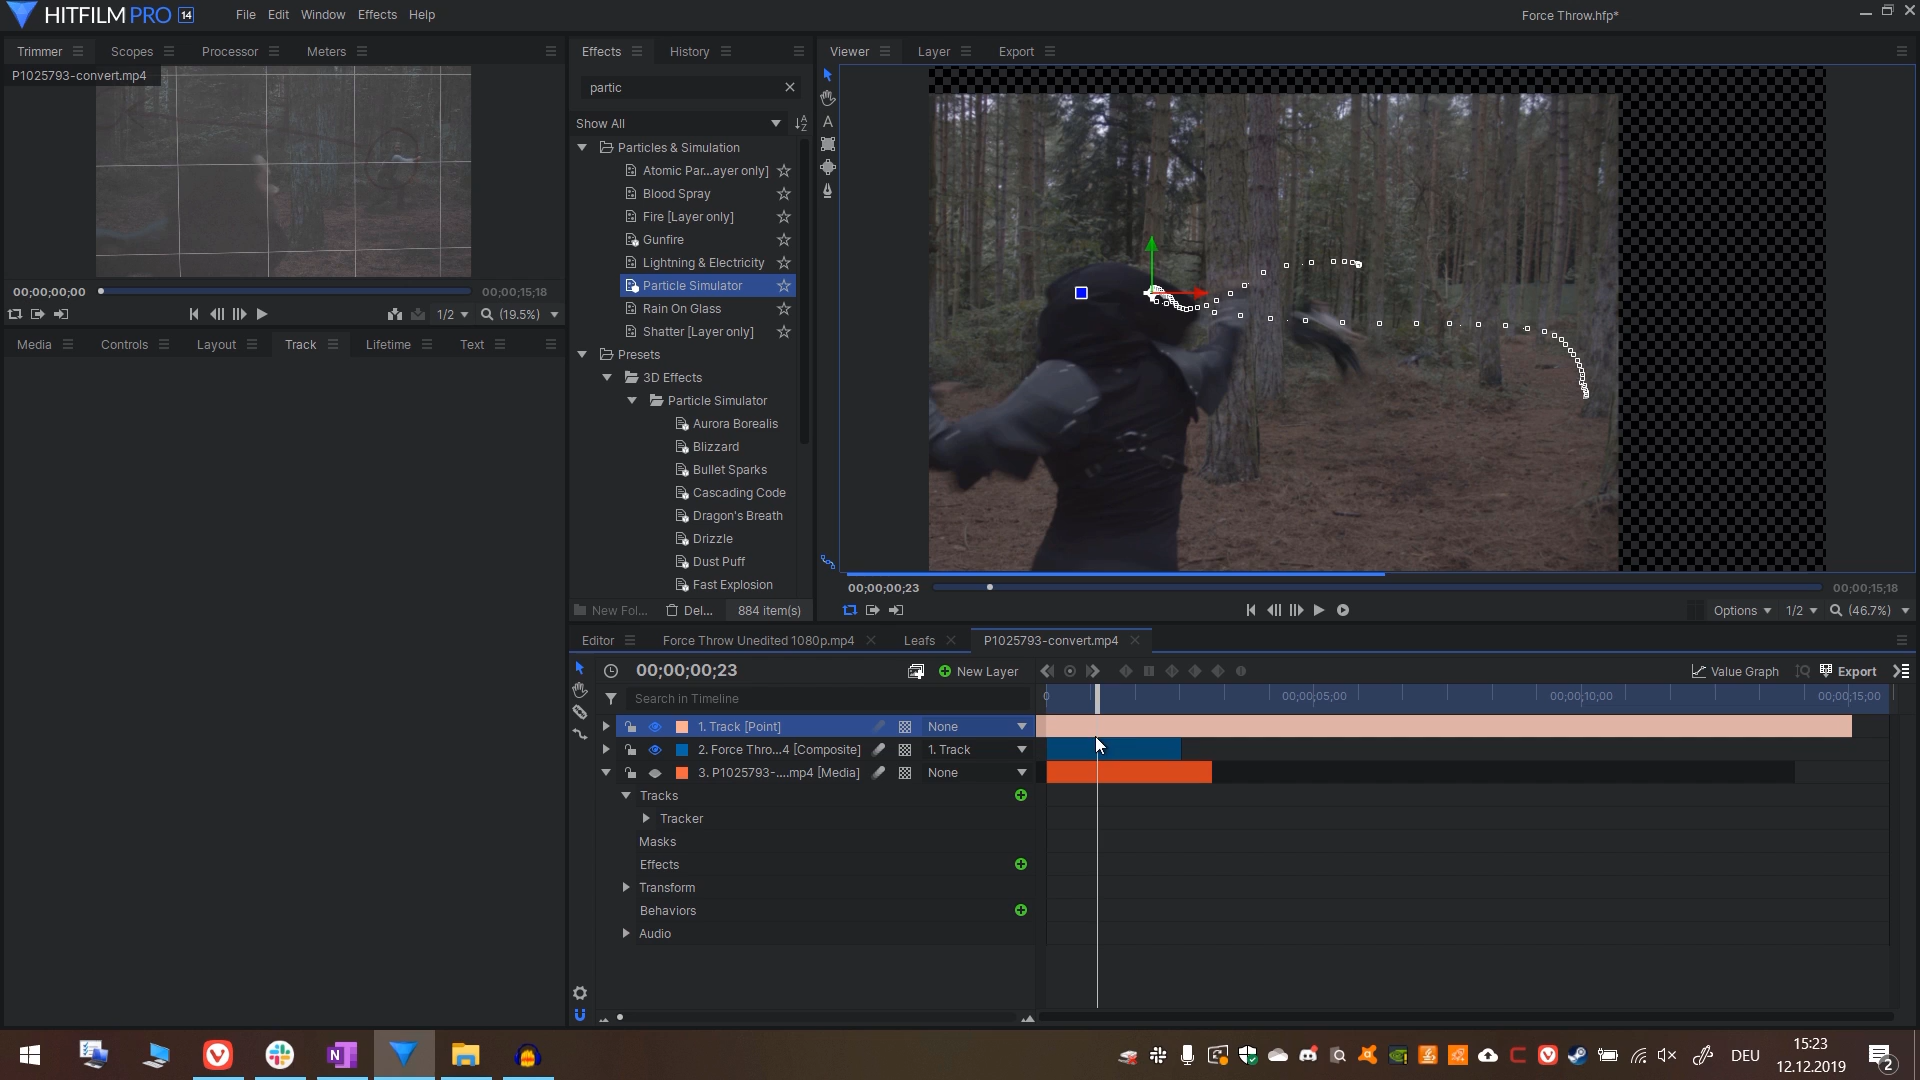 HITFILM PRO 14
File Edit Window Effects Help
Force Throw.hfp*
Trimmer Scopes Processor Meters
P1025793-convert.mp4
00;00;00;00
00;00;15;18
1/2 (19.5%)
Media Controls Layout Track Lifetime Text
Effects History
partic
Show All
Particles & Simulation
Atomic Par...ayer only]
Blood Spray
Fire [Layer only]
Gunfire
Lightning & Electricity
Particle Simulator
Rain On Glass
Shatter [Layer only]
Presets
3D Effects
Particle Simulator
Aurora Borealis
Blizzard
Bullet Sparks
Cascading Code
Dragon's Breath
Drizzle
Dust Puff
Fast Explosion
New Fol... Del... 884 item(s)
Viewer Layer Export
00;00;00;23
00;00;15;18
Options 1/2 (46.7%)
Editor Force Throw Unedited 1080p.mp4 Leafs P1025793-convert.mp4
00;00;00;23
New Layer
Value Graph Export
Search in Timeline
0 00;00;05;00 00;00;10;00 00;00;15;00
1. Track [Point] None
2. Force Thro...4 [Composite] 1. Track
3. P1025793-....mp4 [Media] None
Tracks
Tracker
Masks
Effects
Transform
Behaviors
Audio
DEU
15:23
12.12.2019
2